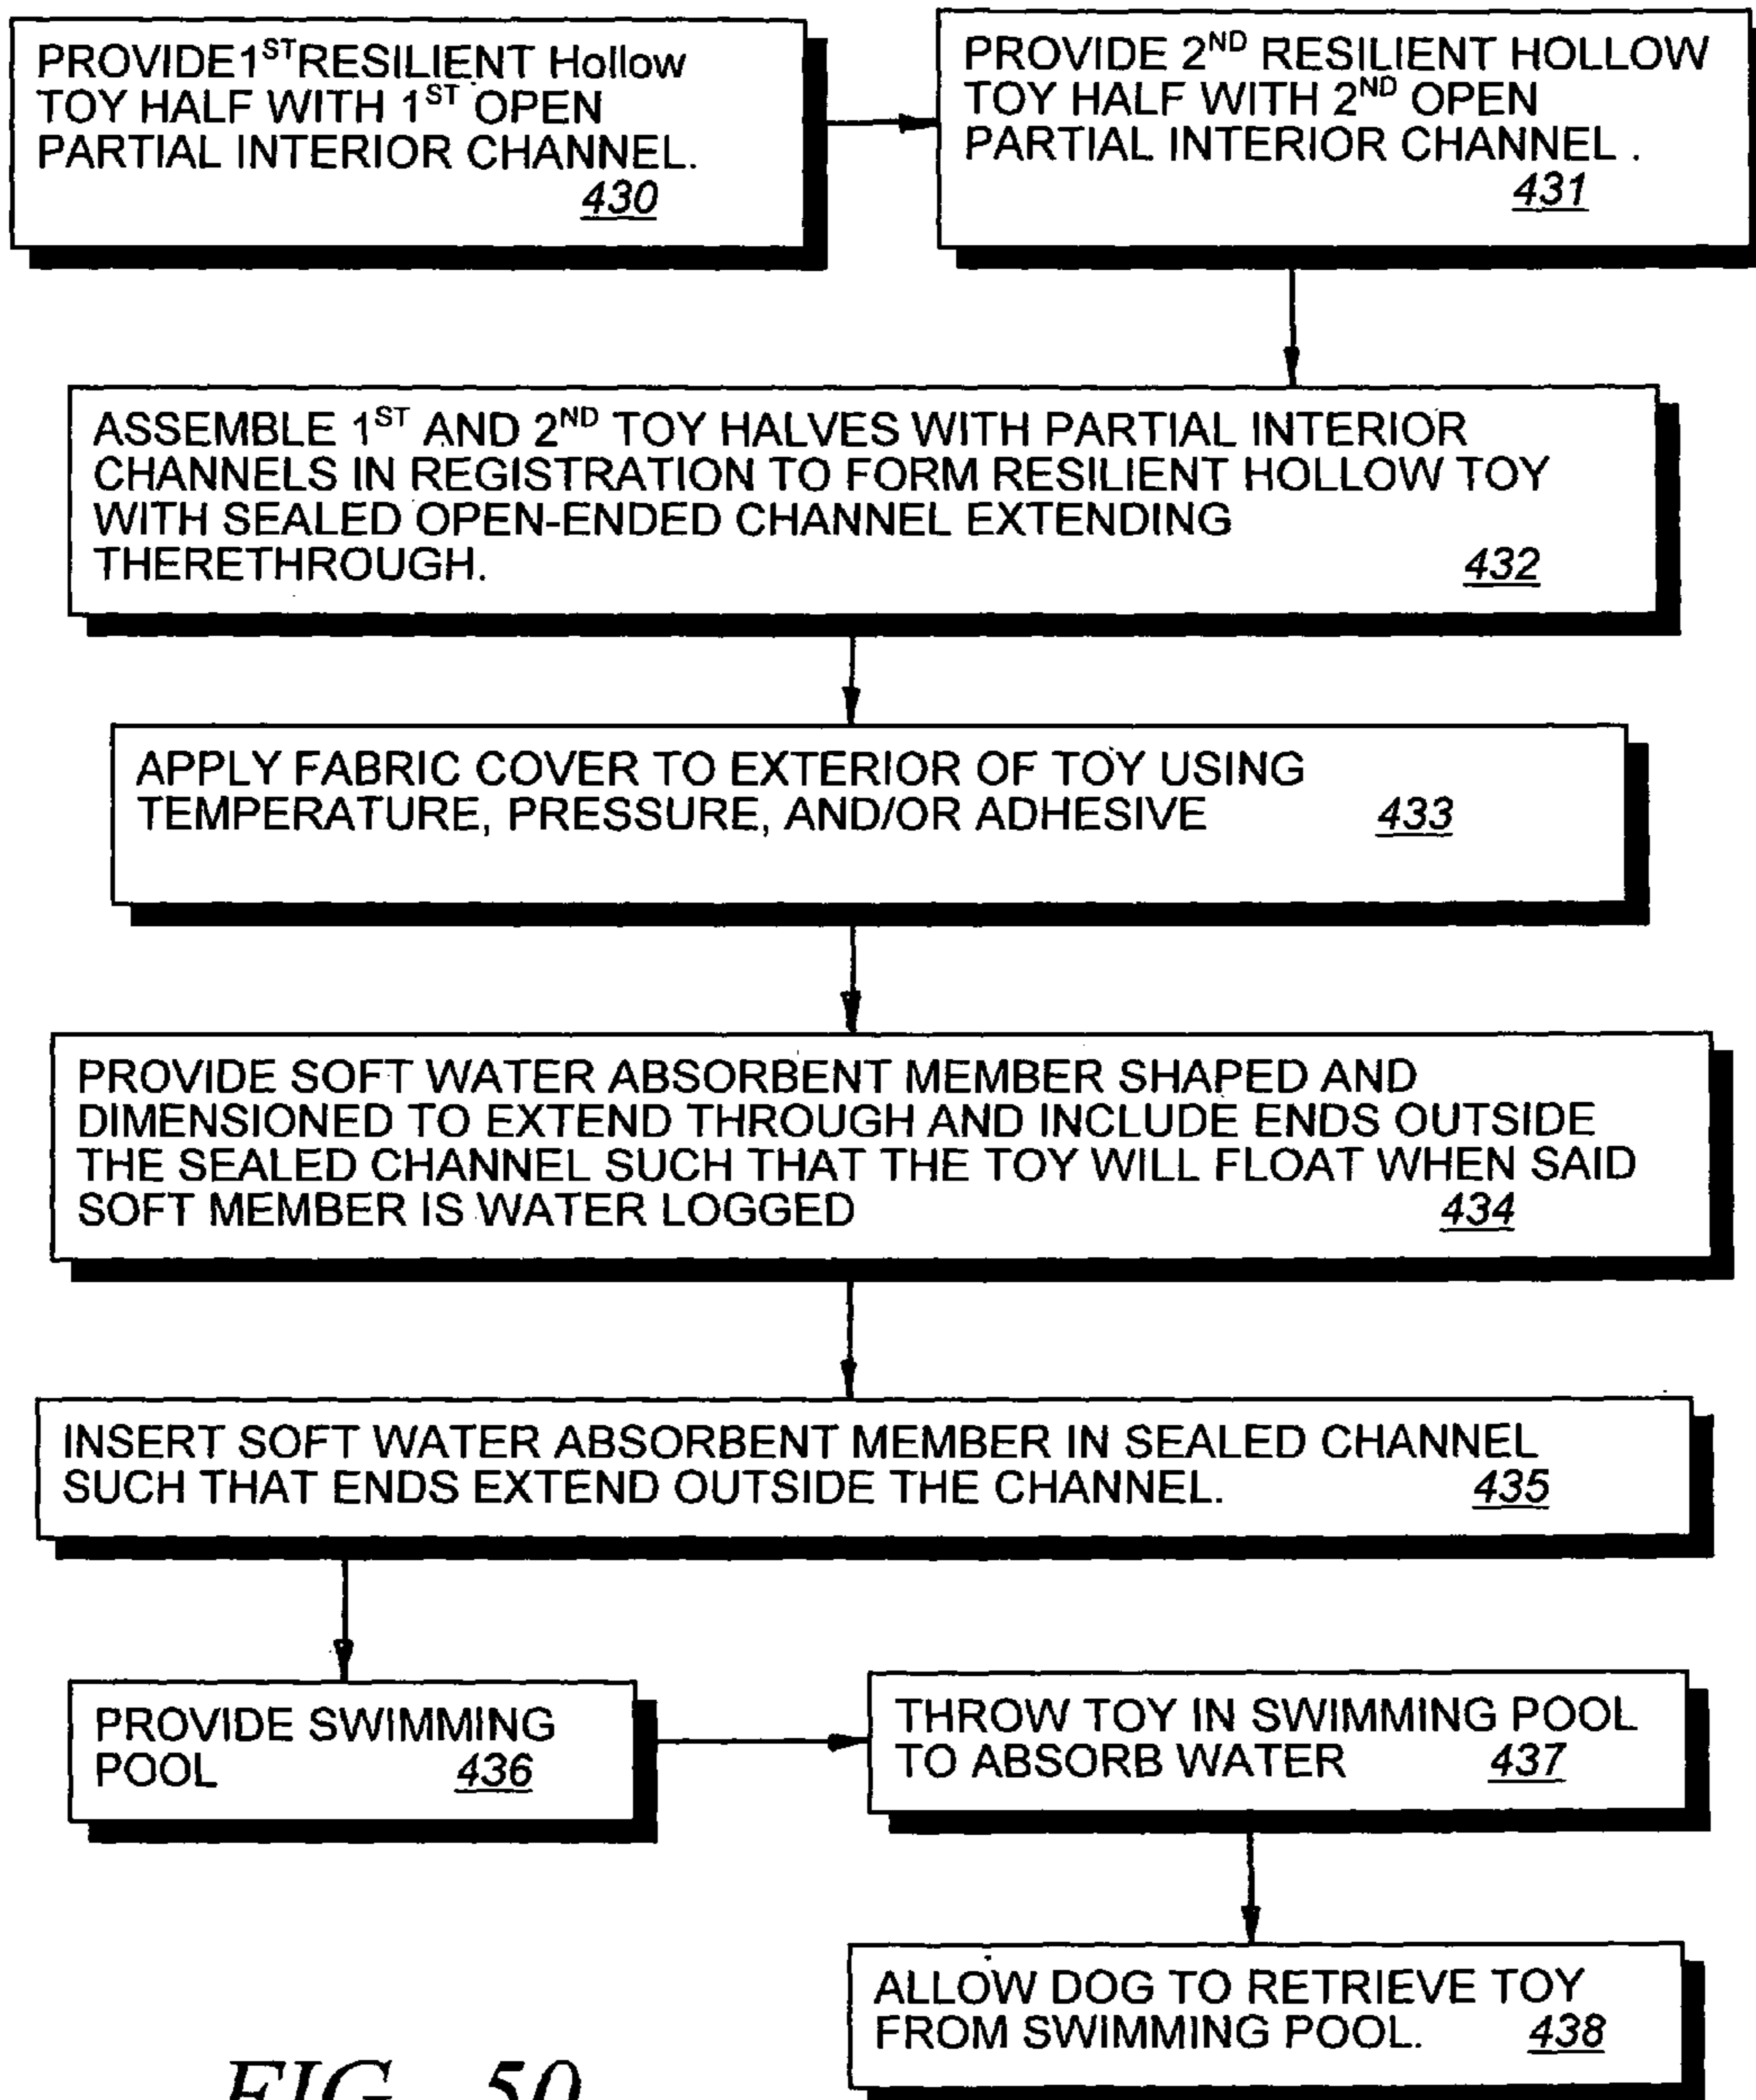 PROVIDE 1ST RESILIENT Hollow
TOY HALF WITH 1ST OPEN
PARTIAL INTERIOR CHANNEL.
430
PROVIDE 2ND RESILIENT HOLLOW
TOY HALF WITH 2ND OPEN
PARTIAL INTERIOR CHANNEL .
431
ASSEMBLE 1ST AND 2ND TOY HALVES WITH PARTIAL INTERIOR
CHANNELS IN REGISTRATION TO FORM RESILIENT HOLLOW TOY
WITH SEALED OPEN-ENDED CHANNEL EXTENDING
THERETHROUGH. 432
APPLY FABRIC COVER TO EXTERIOR OF TOY USING
TEMPERATURE, PRESSURE, AND/OR ADHESIVE 433
PROVIDE SOFT WATER ABSORBENT MEMBER SHAPED AND
DIMENSIONED TO EXTEND THROUGH AND INCLUDE ENDS OUTSIDE
THE SEALED CHANNEL SUCH THAT THE TOY WILL FLOAT WHEN SAID
SOFT MEMBER IS WATER LOGGED 434
INSERT SOFT WATER ABSORBENT MEMBER IN SEALED CHANNEL
SUCH THAT ENDS EXTEND OUTSIDE THE CHANNEL. 435
PROVIDE SWIMMING
POOL 436
THROW TOY IN SWIMMING POOL
TO ABSORB WATER 437
ALLOW DOG TO RETRIEVE TOY
FROM SWIMMING POOL. 438
FIG. 50